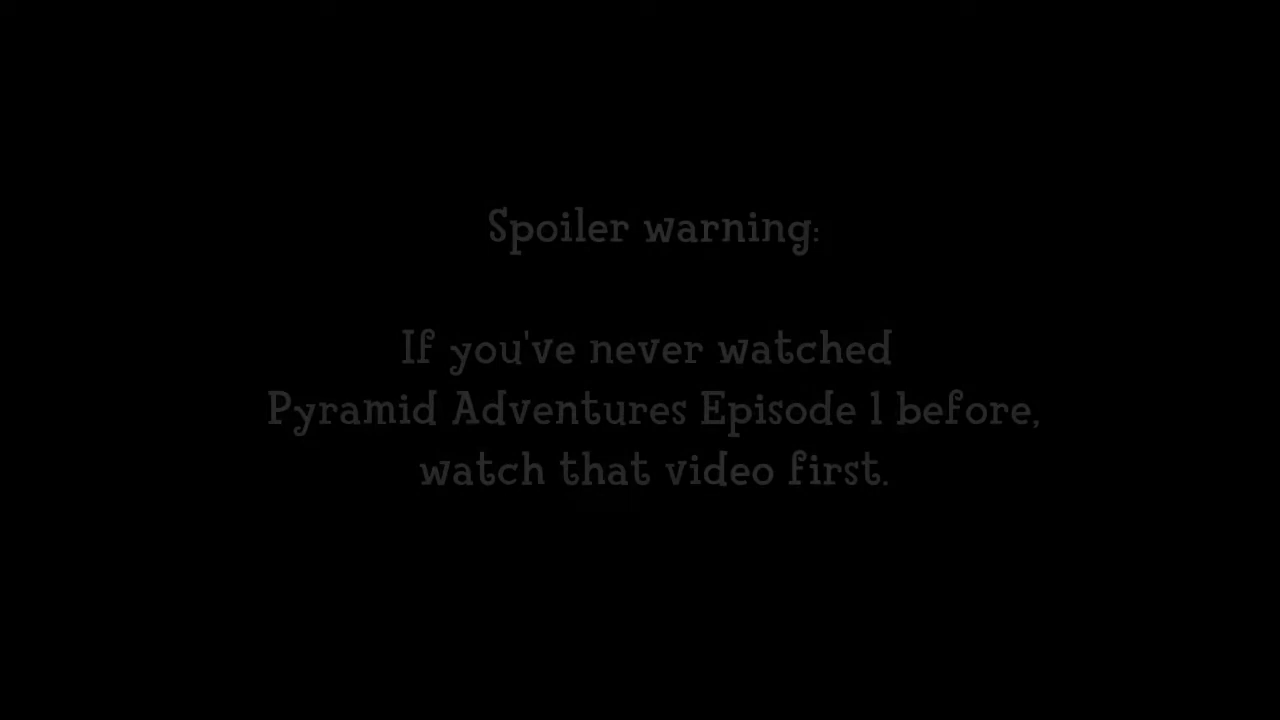 Spoiler warning:
If you've never watched
Pyramid Adventures Episode 1 before,
watch that video first.